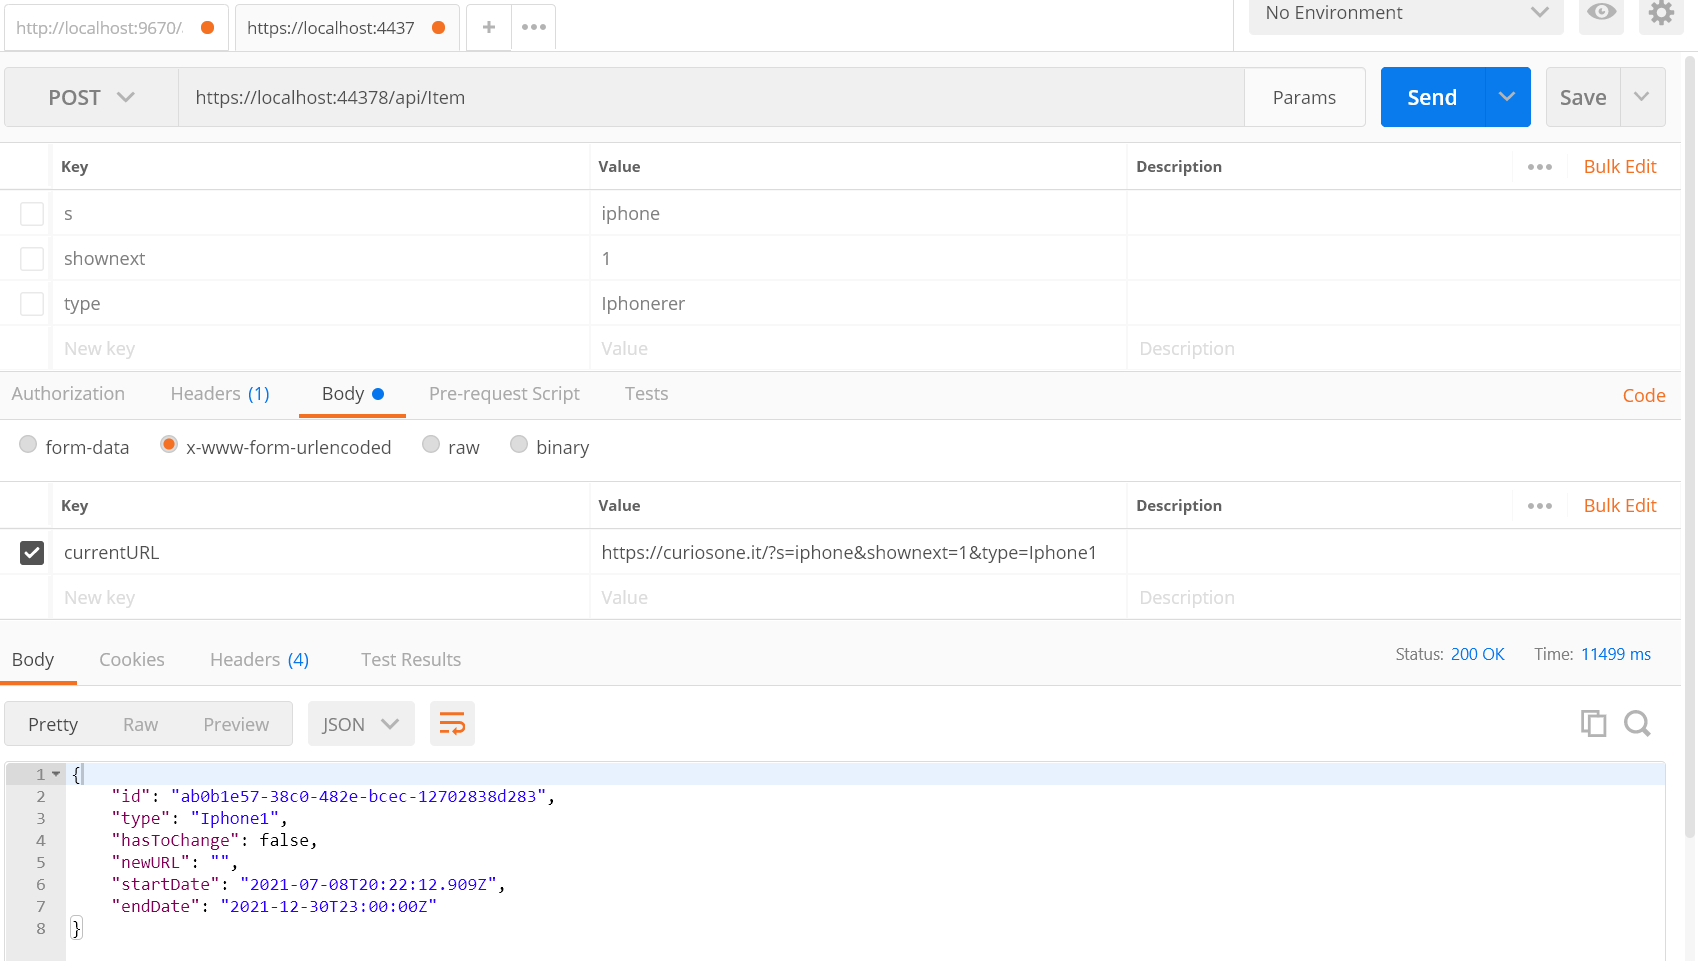 http://localhost:9670/ https://localhost:4437 + ••• No Environment
POST https://localhost:44378/api/Item Params Send Save
Key Value Description ••• Bulk Edit
s iphone
shownext 1
type Iphonerer
New key Value Description
Authorization Headers (1) Body Pre-request Script Tests Code
form-data x-www-form-urlencoded raw binary
Key Value Description ••• Bulk Edit
currentURL https://curiosone.it/?s=iphone&shownext=1&type=Iphone1
New key Value Description
Body Cookies Headers (4) Test Results Status: 200 OK Time: 11499 ms
Pretty Raw Preview JSON
1 {
2 "id": "ab0b1e57-38c0-482e-bcec-12702838d283",
3 "type": "Iphone1",
4 "hasToChange": false,
5 "newURL": "",
6 "startDate": "2021-07-08T20:22:12.909Z",
7 "endDate": "2021-12-30T23:00:00Z"
8 }